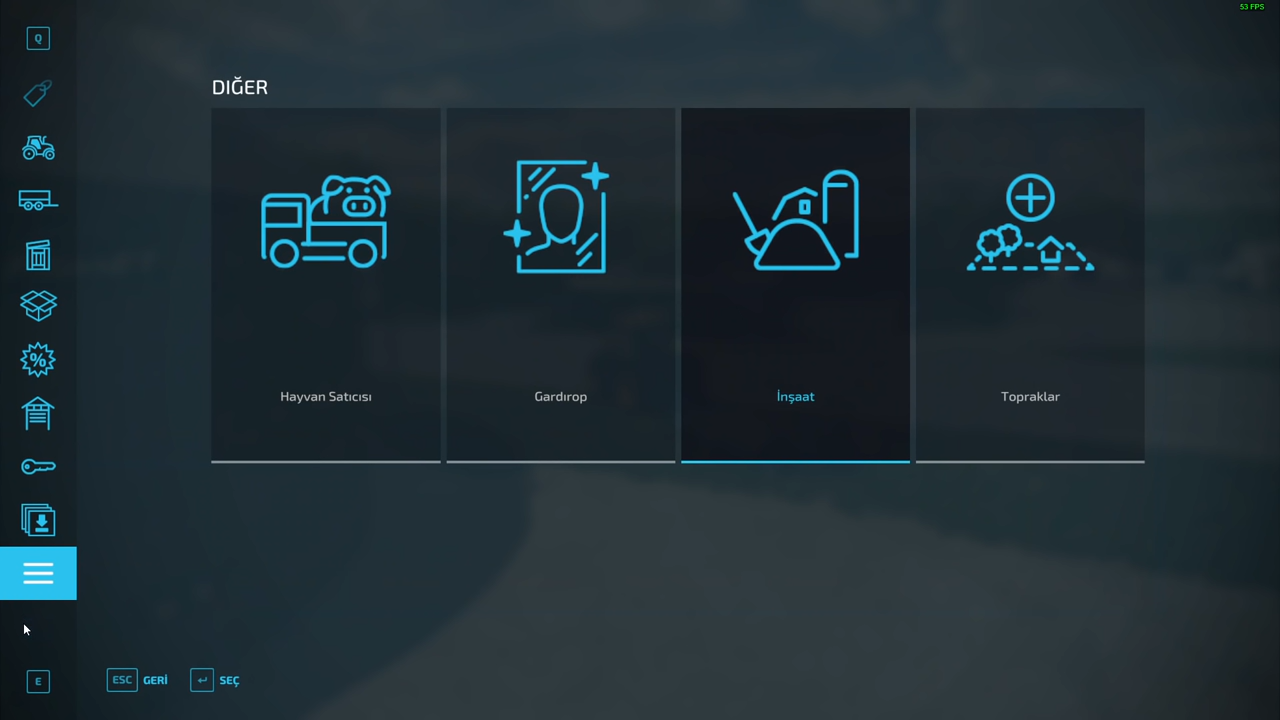 53 FPS
Q
DIĞER
%
Hayvan Satıcısı
Gardırop
İnşaat
Topraklar
E
ESC GERİ
SEÇ